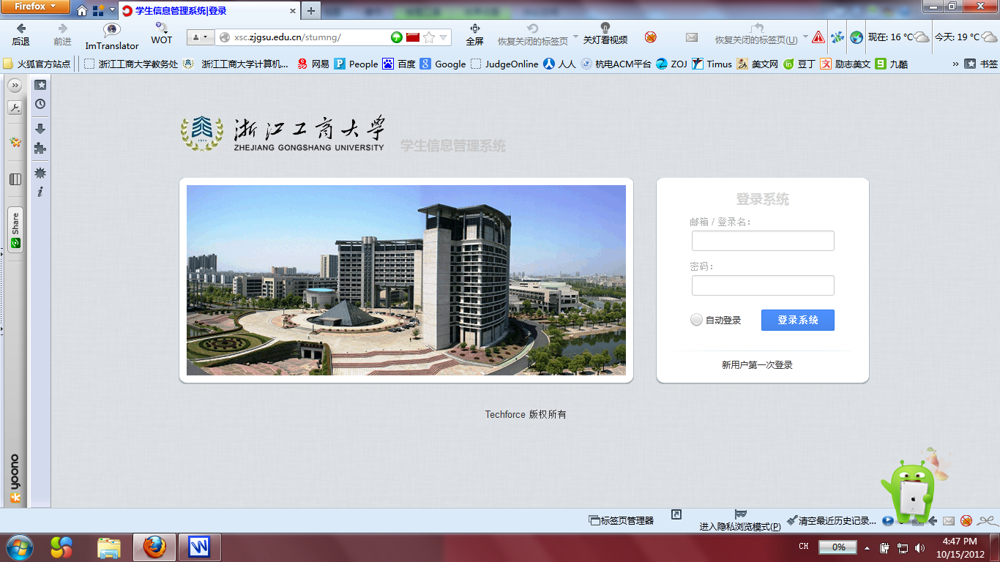 Firefox
学生信息管理系统|登录
后退
前进
ImTranslator
WOT
xsc.zjgsu.edu.cn/stumng/
全屏
恢复关闭的标签页
关灯看视频
恢复关闭的标签页(U)
现在: 16 °C
今天: 19 °C
火狐官方站点
浙江工商大学教务处
浙江工商大学计算机...
网易
People
百度
Google
JudgeOnline
人人
杭电ACM平台
ZOJ
Timus
美文网
豆丁
励志美文
九酷
书签
Share
yoono
浙江工商大学
ZHEJIANG GONGSHANG UNIVERSITY
学生信息管理系统
登录系统
邮箱 / 登录名:
密码:
自动登录
登录系统
新用户第一次登录
Techforce 版权所有
标签页管理器
进入隐私浏览模式(P)
清空最近历史记录...
CH
0%
4:47 PM
10/15/2012